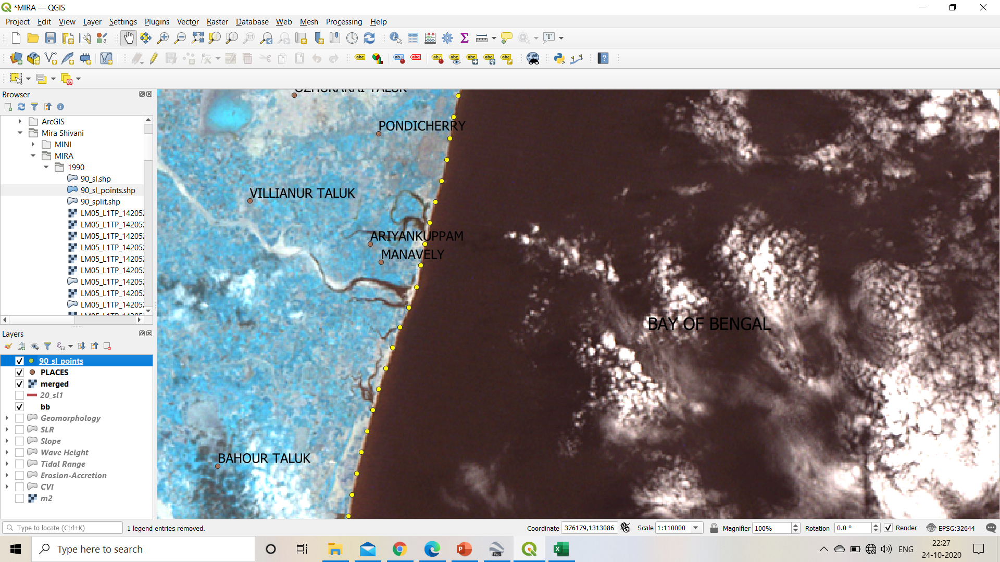 *MIRA — QGIS
Project Edit View Layer Settings Plugins Vector Raster Database Web Mesh Processing Help
Browser
ArcGIS
Mira Shivani
MINI
MIRA
1990
90_sl.shp
90_sl_points.shp
90_split.shp
LM05_L1TP_14205
LM05_L1TP_14205
LM05_L1TP_14205
LM05_L1TP_14205
LM05_L1TP_14205
LM05_L1TP_14205
LM05_L1TP_14205
LM05_L1TP_14205
LM05_L1TP_14205
LM05_L1TP_14205
Layers
90_sl_points
PLACES
merged
20_sl1
bb
Geomorphology
SLR
Slope
Wave Height
Tidal Range
Erosion-Accretion
CVI
m2
OZHUKARAI TALUK
PONDICHERRY
VILLIANUR TALUK
ARIYANKUPPAM
MANAVELY
BAY OF BENGAL
BAHOUR TALUK
Type to locate (Ctrl+K) 1 legend entries removed. Coordinate 376179,1313086 Scale 1:110000 Magnifier 100% Rotation 0.0 ° Render EPSG:32644
Type here to search ENG 22:27
24-10-2020